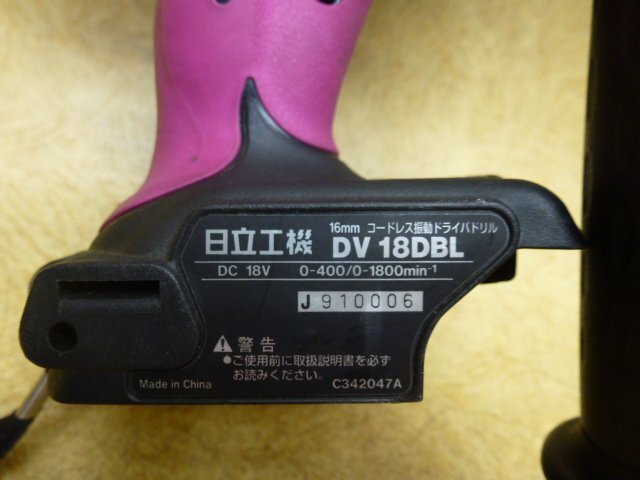 16mm コードレス振動ドライバドリル
日立工機 DV 18DBL
DC 18V 0-400/0-1800min⁻¹
J 910006
⚠ 警告
●ご使用前に取扱説明書を必ず
お読みください。
Made in China C342047A